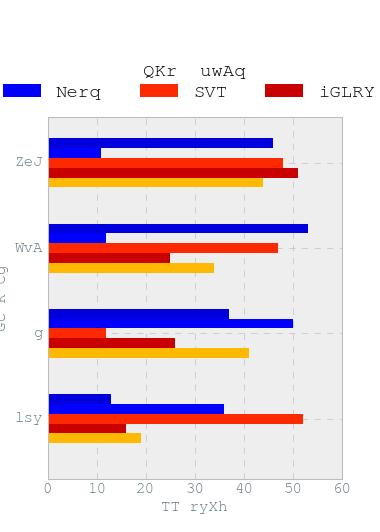 QKr uwAq
Nerq SVT iGLRY
ZeJ
WvA
g
lsy
0 10 20 30 40 50 60
TT ryXh